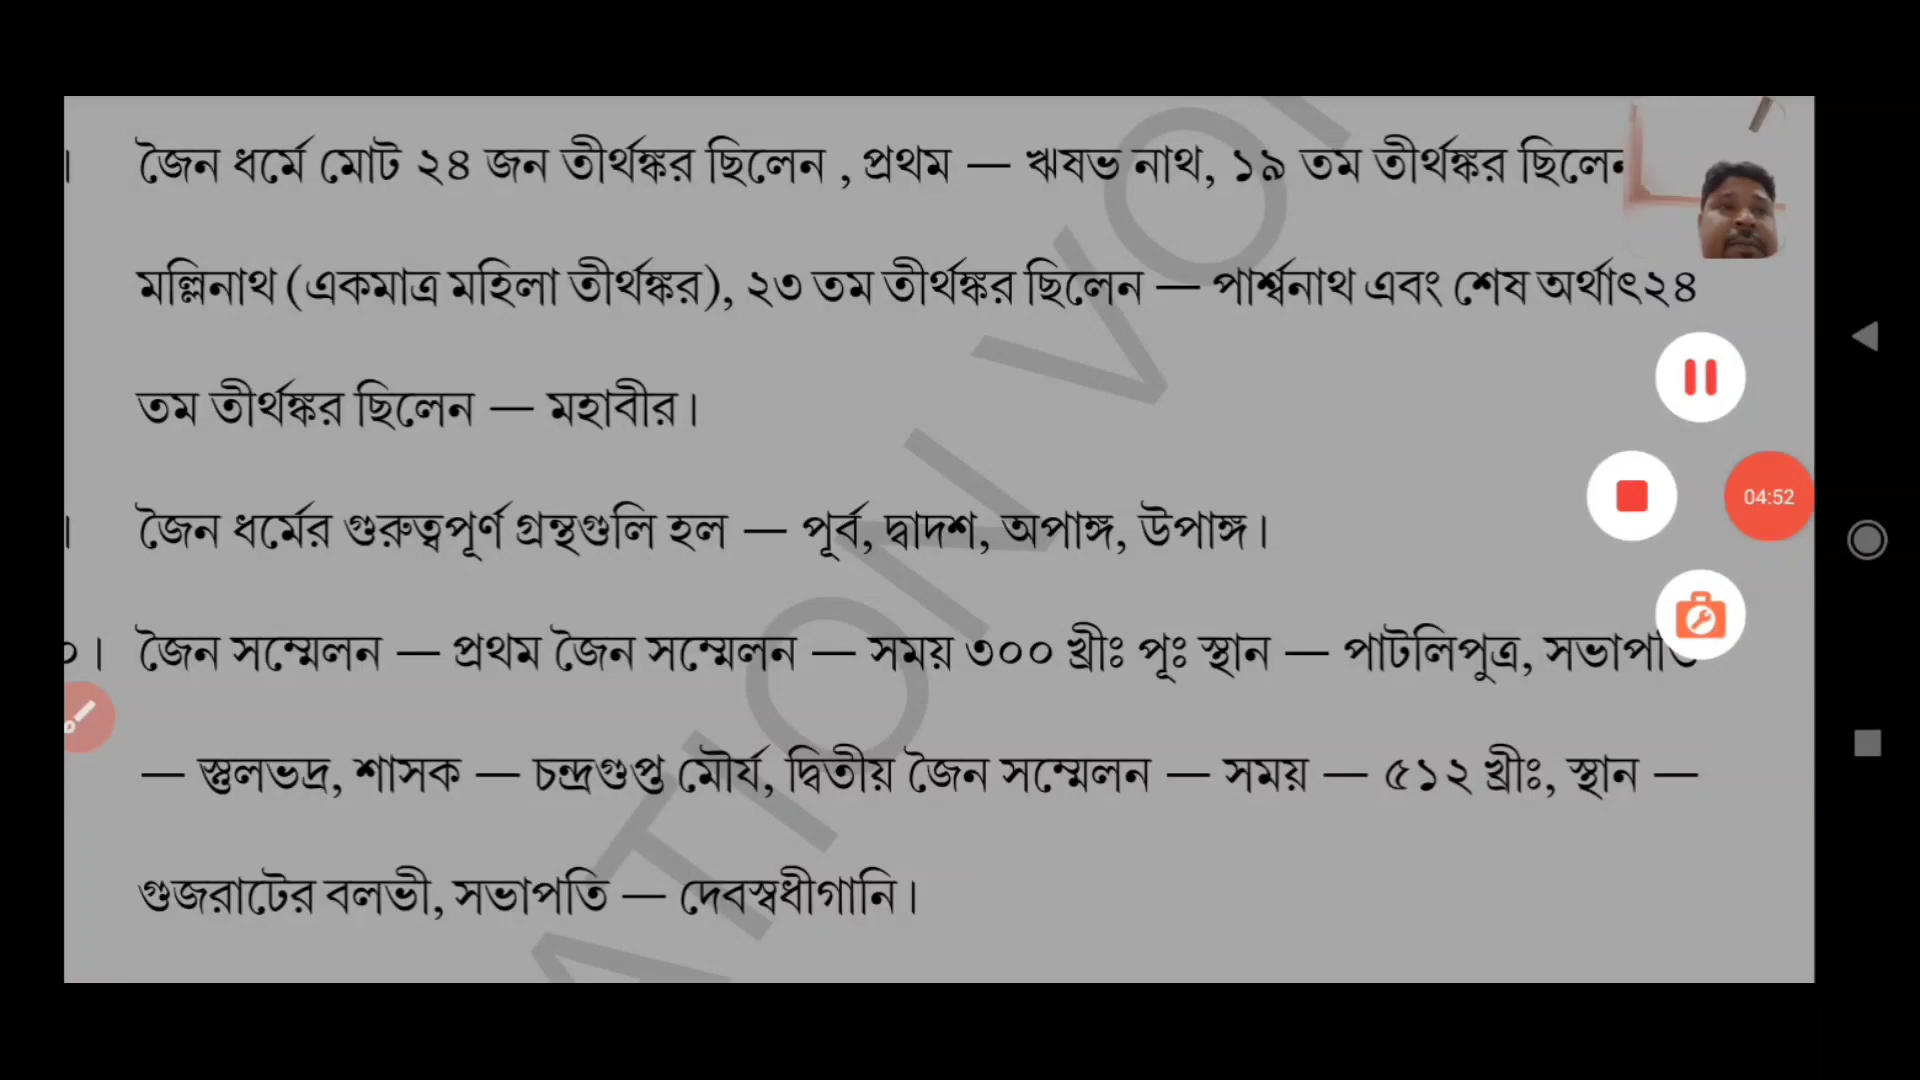 । জৈন ধর্মে মোট ২৪ জন তীর্থঙ্কর ছিলেন , প্রথম — ঋষভ নাথ, ১৯ তম তীর্থঙ্কর ছিলেন
মল্লিনাথ (একমাত্র মহিলা তীর্থঙ্কর), ২৩ তম তীর্থঙ্কর ছিলেন — পার্শ্বনাথ এবং শেষ অর্থাৎ২৪
তম তীর্থঙ্কর ছিলেন — মহাবীর।
। জৈন ধর্মের গুরুত্বপূর্ণ গ্রন্থগুলি হল — পূর্ব, দ্বাদশ, অপাঙ্গ, উপাঙ্গ।
০। জৈন সম্মেলন — প্রথম জৈন সম্মেলন — সময় ৩০০ খ্রীঃ পূঃ স্থান — পাটলিপুত্র, সভাপতি
— স্তুলভদ্র, শাসক — চন্দ্রগুপ্ত মৌর্য, দ্বিতীয় জৈন সম্মেলন — সময় — ৫১২ খ্রীঃ, স্থান —
গুজরাটের বলভী, সভাপতি — দেবস্বধীগানি।
04:52